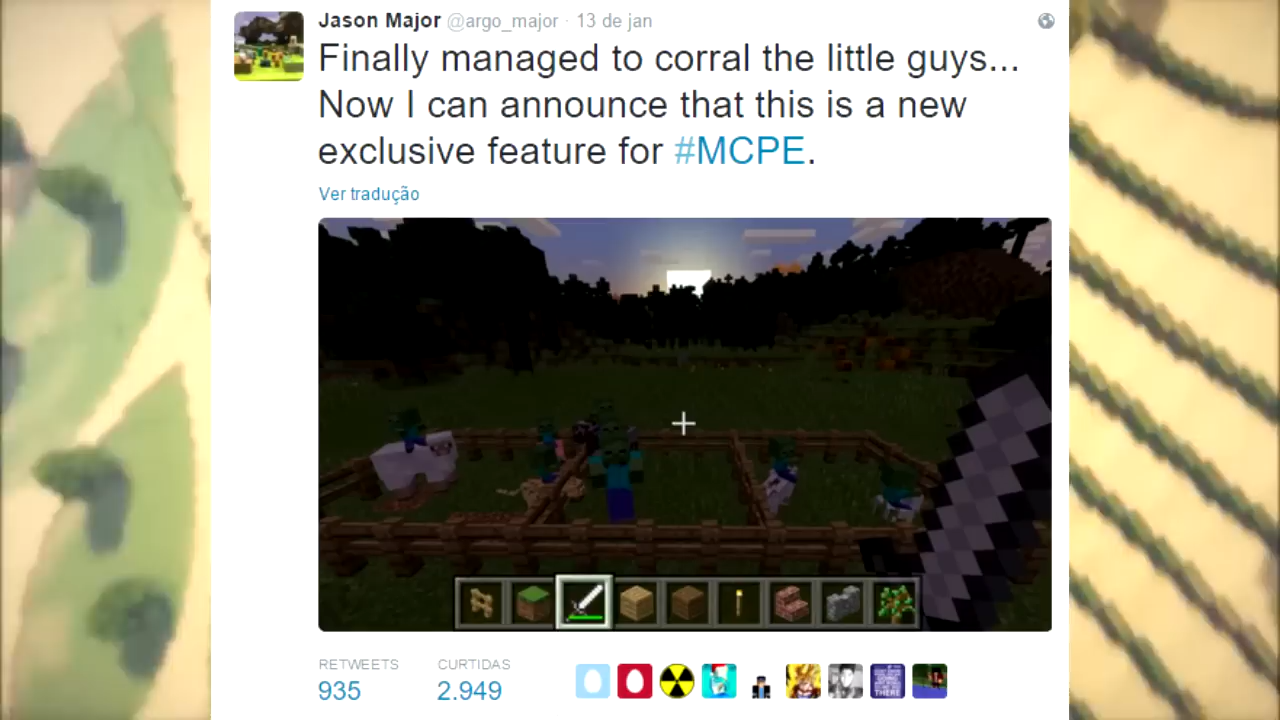 Jason Major @argo_major · 13 de jan
Finally managed to corral the little guys...
Now I can announce that this is a new
exclusive feature for #MCPE.
Ver tradução
RETWEETS CURTIDAS
935 2.949